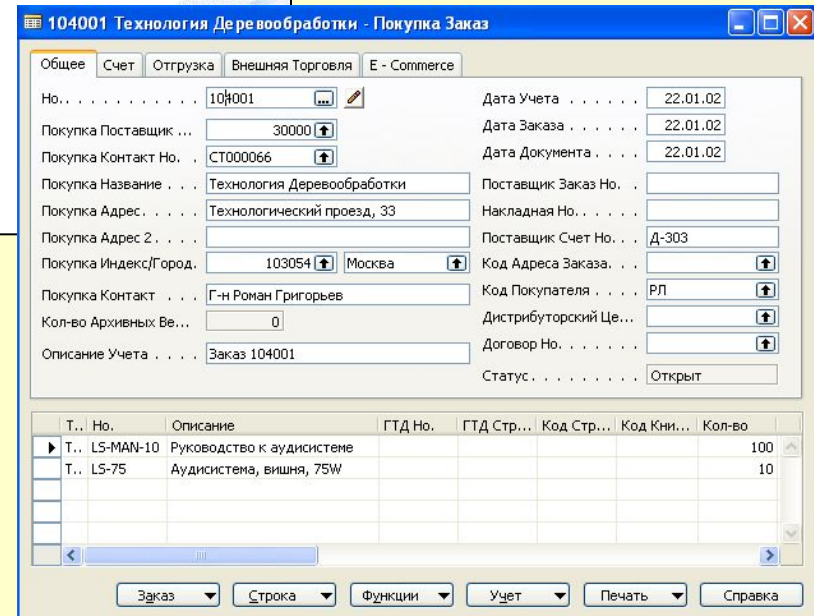 104001 Технология Деревообработки - Покупка Заказ
Общее Счет Отгрузка Внешняя Торговля E - Commerce
Но.. . . . . . . . . . . 104001
Покупка Поставщик ... 30000
Покупка Контакт Но. . СТ000066
Покупка Название . . . Технология Деревообработки
Покупка Адрес. . . . . Технологический проезд, 33
Покупка Адрес 2. . . .
Покупка Индекс/Город. 103054 Москва
Покупка Контакт . . . Г-н Роман Григорьев
Кол-во Архивных Ве... 0
Описание Учета . . . . Заказ 104001
Дата Учета . . . . . . 22.01.02
Дата Заказа . . . . . . 22.01.02
Дата Документа . . . . 22.01.02
Поставщик Заказ Но. .
Накладная Но. . . . . .
Поставщик Счет Но. . . Д-303
Код Адреса Заказа. . .
Код Покупателя . . . . РЛ
Дистрибуторский Це...
Договор Но. . . . . . .
Статус. . . . . . . . . Открыт
Т.. Но. Описание ГТД Но. ГТД Стр... Код Стр... Код Кни... Кол-во
Т.. LS-MAN-10 Руководство к аудисистеме 100
Т.. LS-75 Аудисистема, вишня, 75W 10
Заказ Строка Функции Учет Печать Справка